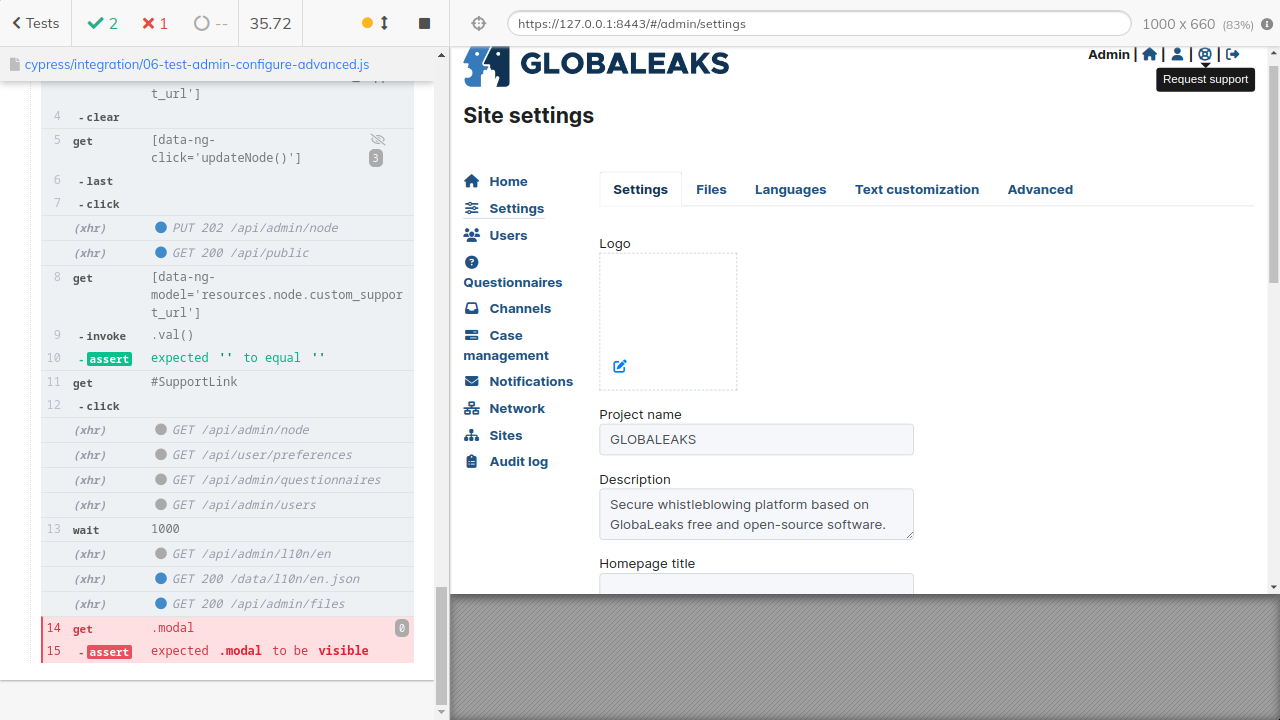 Tests
2
1
--
35.72
https://127.0.0.1:8443/#/admin/settings
1000 x 660 (83%)
cypress/integration/06-test-admin-configure-advanced.js
t_url']
4 - clear
5 get [data-ng-
click='updateNode()'] 3
6 - last
7 - click
(xhr) PUT 202 /api/admin/node
(xhr) GET 200 /api/public
8 get [data-ng-
model='resources.node.custom_suppor
t_url']
9 - invoke .val()
10 - assert expected '' to equal ''
11 get #SupportLink
12 - click
(xhr) GET /api/admin/node
(xhr) GET /api/user/preferences
(xhr) GET /api/admin/questionnaires
(xhr) GET /api/admin/users
13 wait 1000
(xhr) GET /api/admin/l10n/en
(xhr) GET 200 /data/l10n/en.json
(xhr) GET 200 /api/admin/files
14 get .modal 0
15 - assert expected .modal to be visible
GLOBALEAKS
Admin | | | |
Request support
Site settings
Home
Settings
Users
Questionnaires
Channels
Case
management
Notifications
Network
Sites
Audit log
Settings Files Languages Text customization Advanced
Logo
Project name
GLOBALEAKS
Description
Secure whistleblowing platform based on
GlobaLeaks free and open-source software.
Homepage title